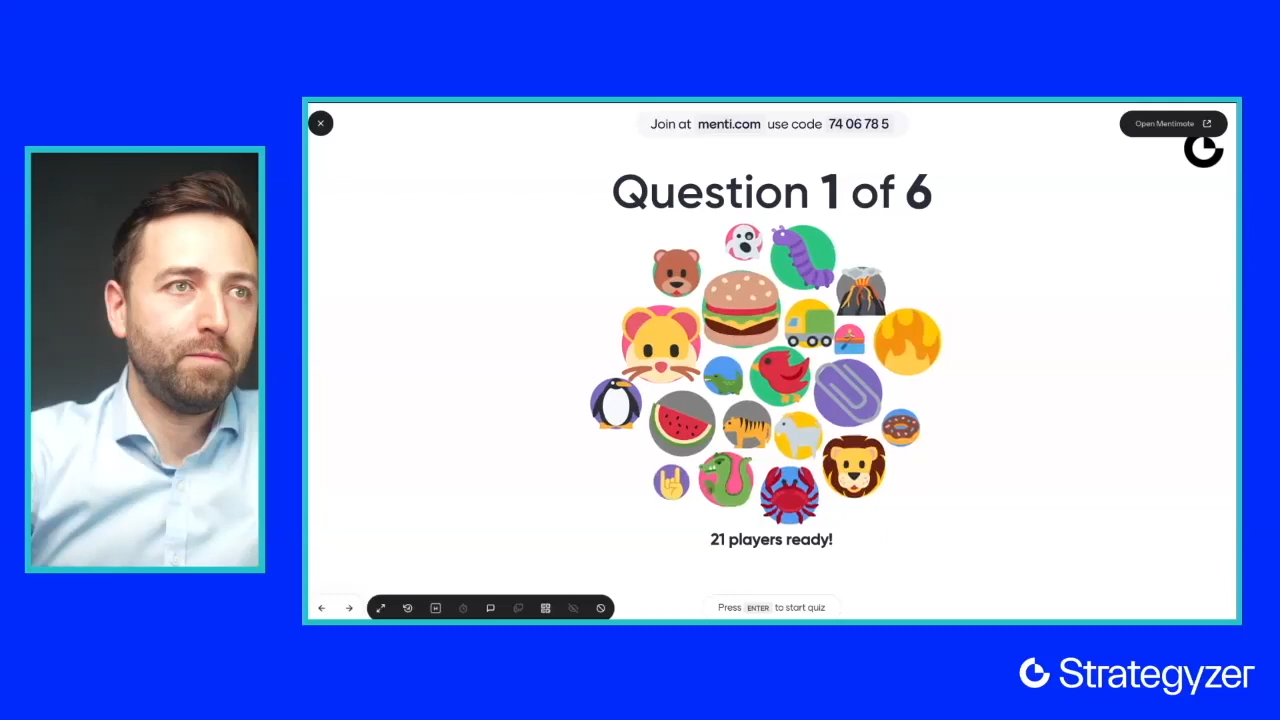 Join at menti.com use code 74 06 78 5
Open Mentimote
Question 1 of 6
21 players ready!
Press ENTER to start quiz
Strategyzer